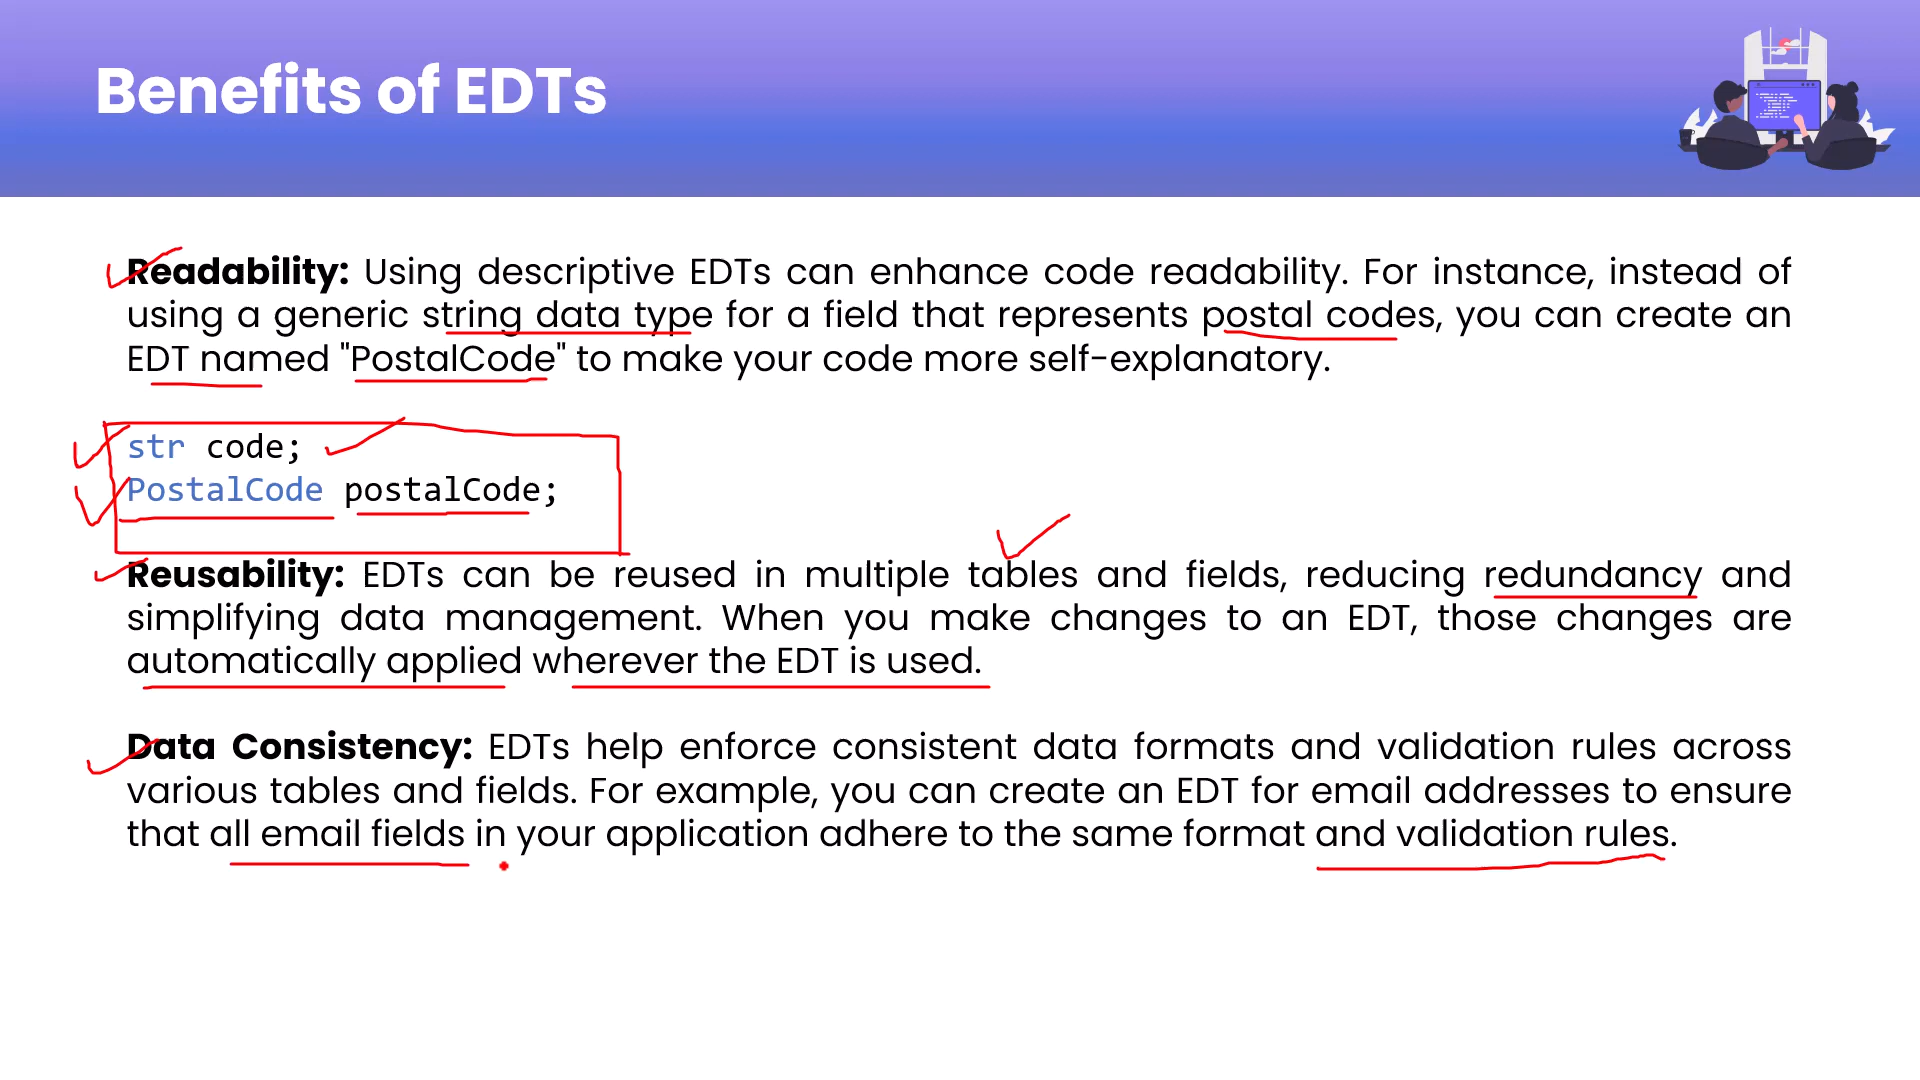 Benefits of EDTs
Readability: Using descriptive EDTs can enhance code readability. For instance, instead of
using a generic string data type for a field that represents postal codes, you can create an
EDT named "PostalCode" to make your code more self-explanatory.
str code;
PostalCode postalCode;
Reusability: EDTs can be reused in multiple tables and fields, reducing redundancy and
simplifying data management. When you make changes to an EDT, those changes are
automatically applied wherever the EDT is used.
Data Consistency: EDTs help enforce consistent data formats and validation rules across
various tables and fields. For example, you can create an EDT for email addresses to ensure
that all email fields in your application adhere to the same format and validation rules.